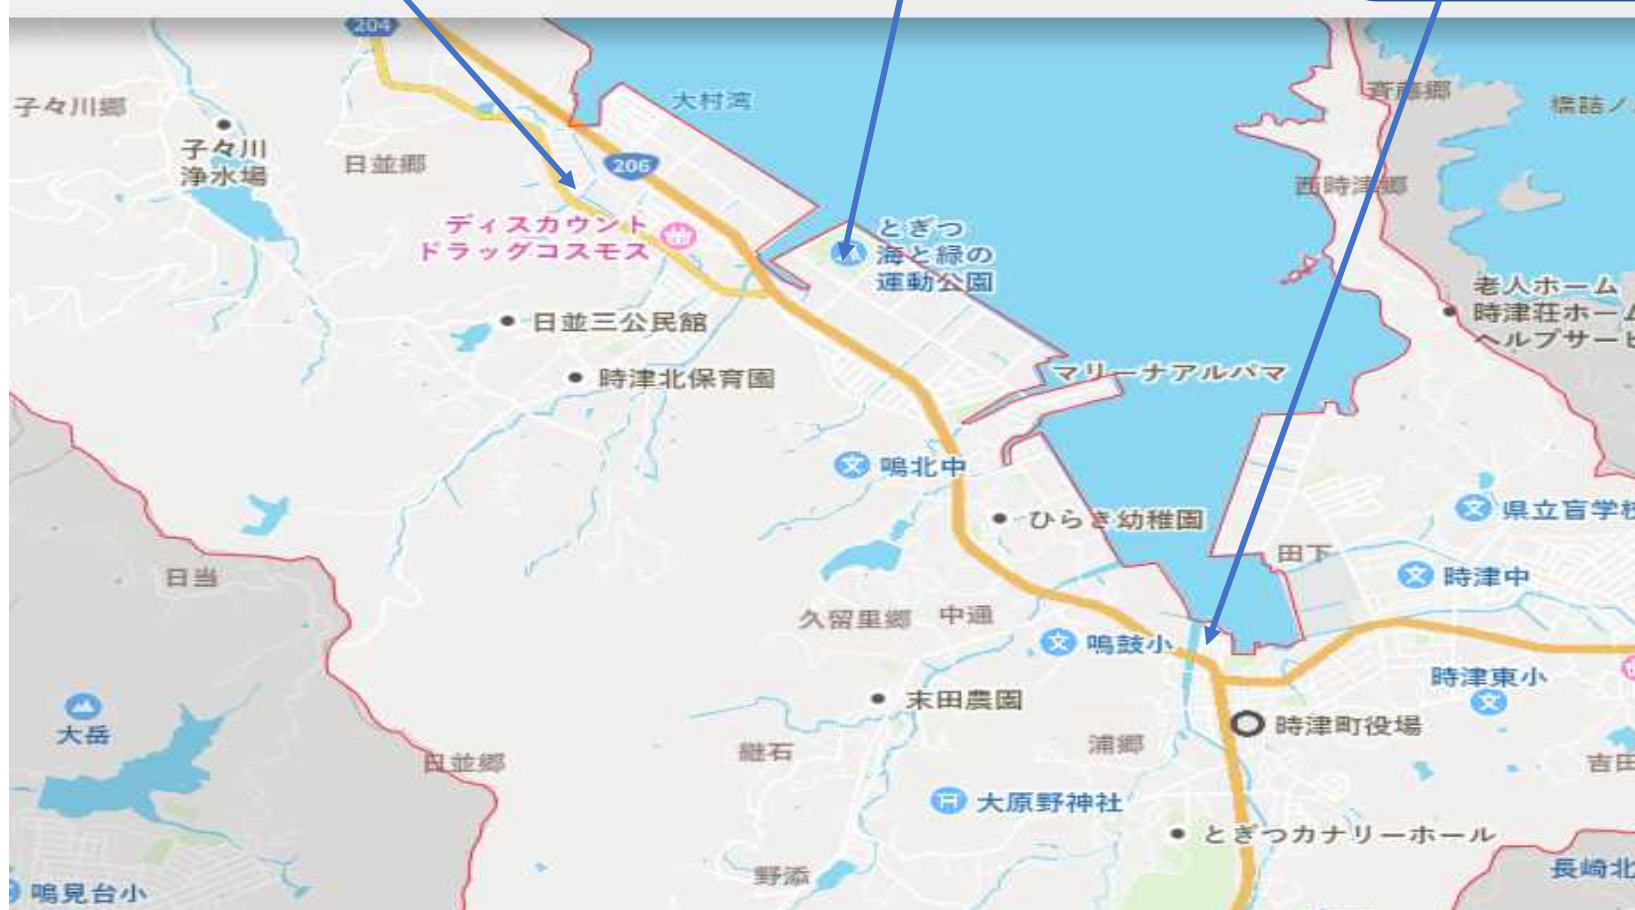 204
子々川郷
大村湾
斉藤郷
子々川
浄水場
日並郷
206
西時津郷
ディスカウント
ドラッグコスモス
とぎつ
海と緑の
運動公園
老人ホーム
時津荘ホーム
日並三公民館
時津北保育園
マリーナアルパマ
鳴北中
ひらき幼稚園
田下
時津中
日当
久留里郷
中通
鳴鼓小
時津東小
末田農園
大岳
時津町役場
日並郷
継石
浦郷
大原野神社
とぎつカナリーホール
野添
鳴見台小
長崎北